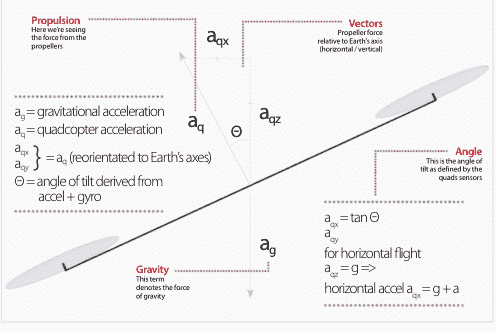 Propulsion
Here we're seeing
the force from the
propellers
Vectors
Propeller force
relative to Earth's axis
(horizontal / vertical)
aqx
aq
Θ
aqz
ag = gravitational acceleration
aq = quadcopter acceleration
aqx
aqy } = aq (reorientated to Earth's axes)
Θ = angle of tilt derived from
accel + gyro
Angle
This is the angle of
tilt as defined by the
quads sensors
aqx = tan Θ
aqy
for horizontal flight
aqz = g =>
horizontal accel aqx = g + a
ag
Gravity
This term
denotes the force
of gravity